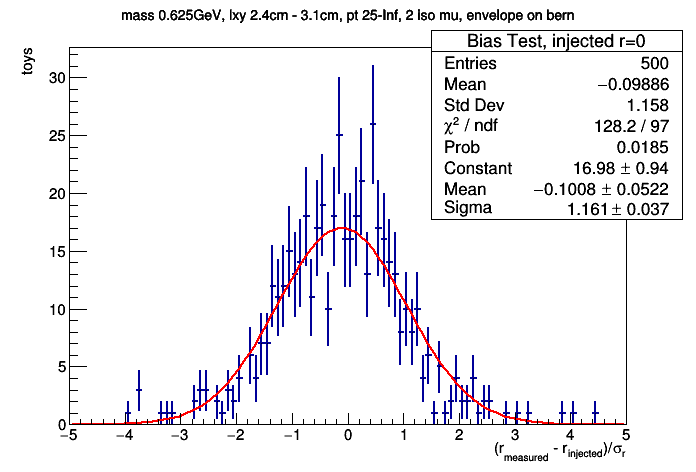 mass 0.625GeV, lxy 2.4cm - 3.1cm, pt 25-Inf, 2 iso mu, envelope on bern
Bias Test, injected r=0
Entries 500
Mean −0.09886
Std Dev 1.158
χ² / ndf 128.2 / 97
Prob 0.0185
Constant 16.98 ± 0.94
Mean −0.1008 ± 0.0522
Sigma 1.161 ± 0.037
toys
30
25
20
15
10
5
0
−5 −4 −3 −2 −1 0 1 2 3 4 5
(r_measured - r_injected)/σ_r